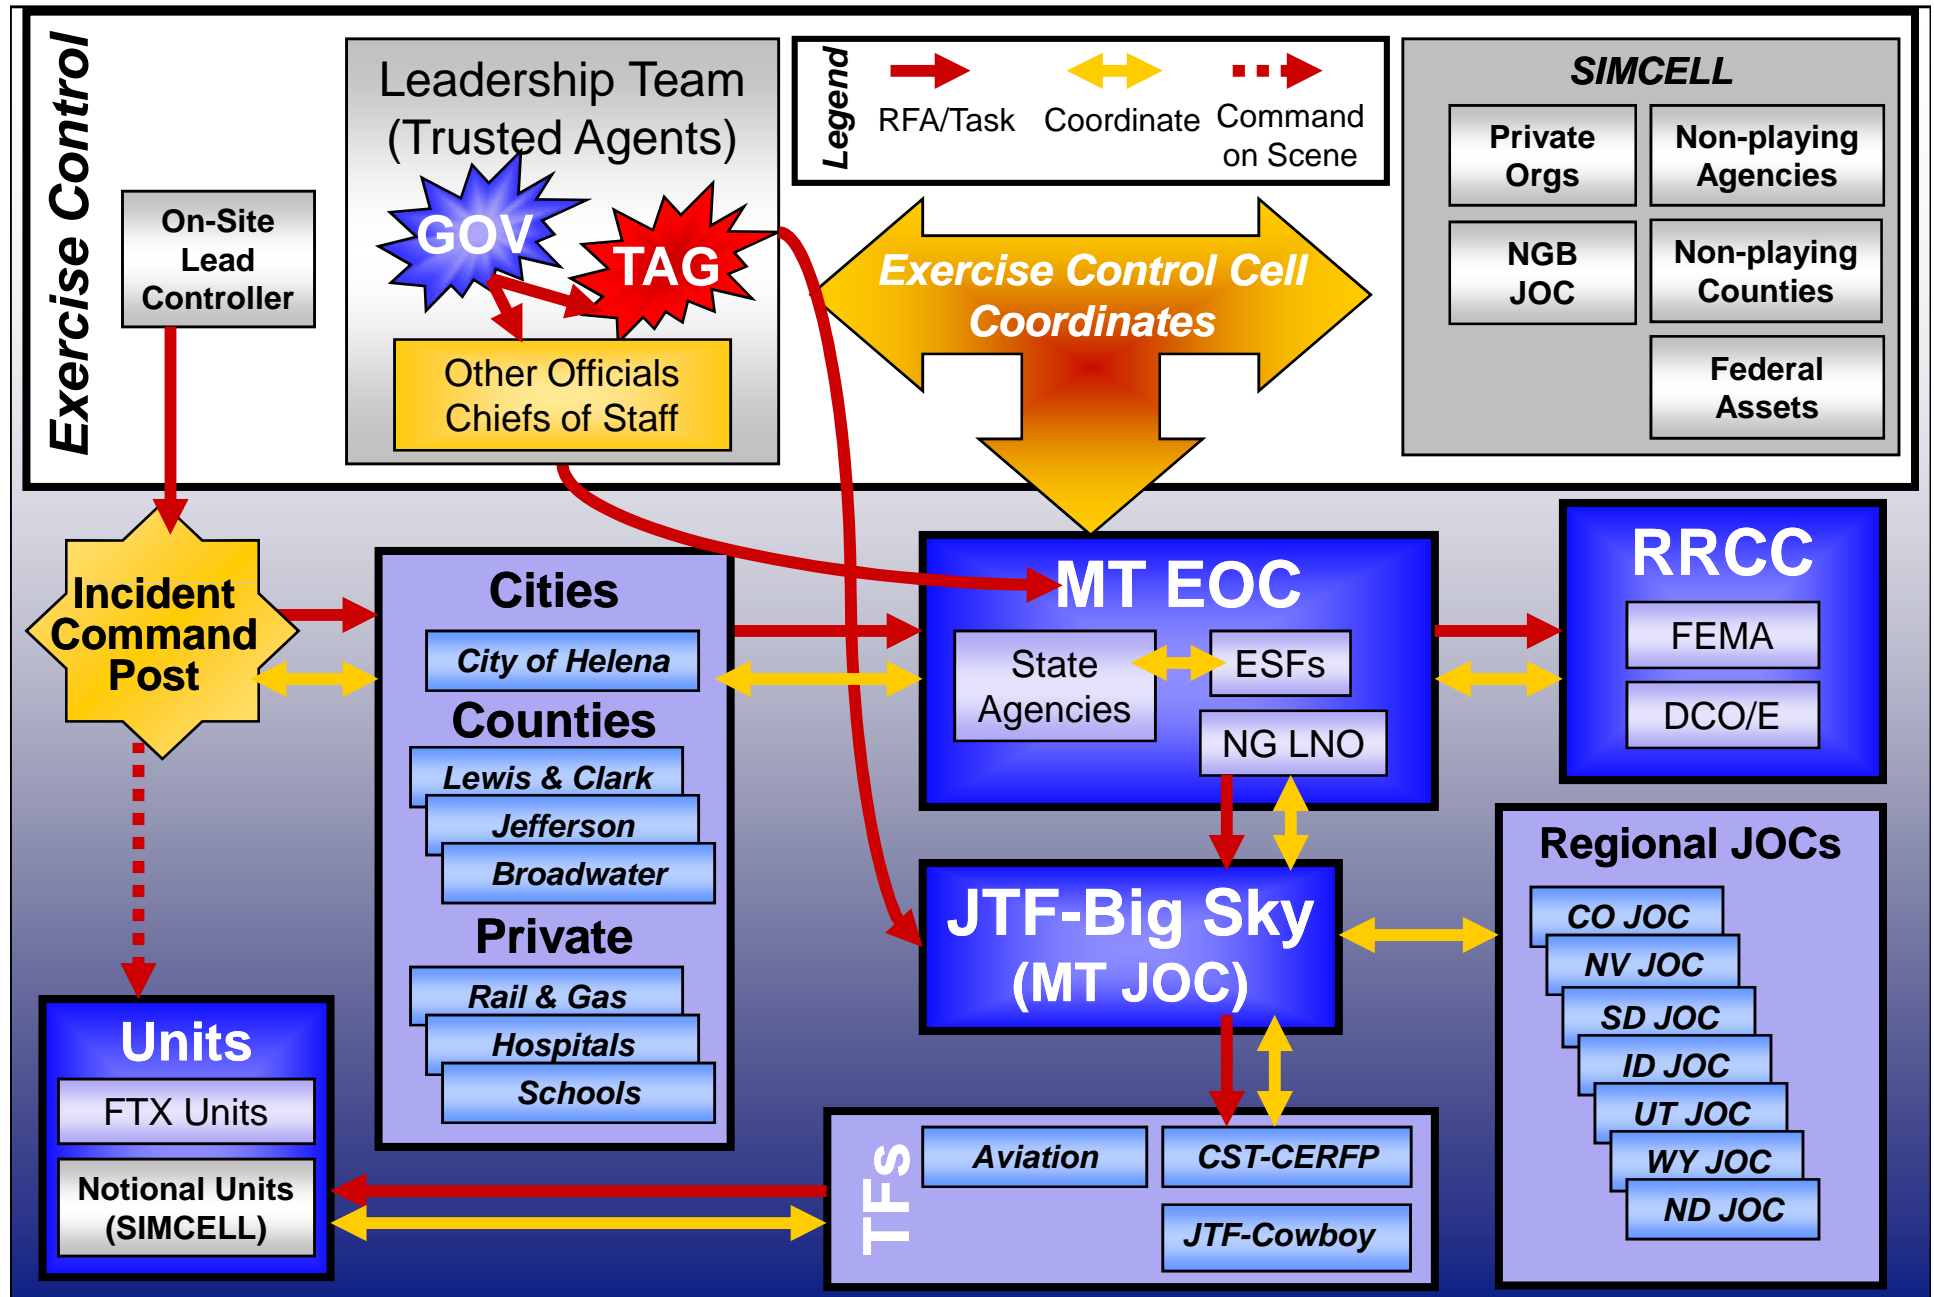 Exercise Control
Leadership Team
(Trusted Agents)
GOV
TAG
Other Officials
Chiefs of Staff
On-Site
Lead
Controller
Legend
RFA/Task
Coordinate
Command
on Scene
SIMCELL
Private
Orgs
Non-playing
Agencies
NGB
JOC
Non-playing
Counties
Federal
Assets
Exercise Control Cell
Coordinates
Incident
Command
Post
Cities
City of Helena
Counties
Lewis & Clark
Jefferson
Broadwater
Private
Rail & Gas
Hospitals
Schools
MT EOC
State
Agencies
ESFs
NG LNO
RRCC
FEMA
DCO/E
JTF-Big Sky
(MT JOC)
Regional JOCs
CO JOC
NV JOC
SD JOC
ID JOC
UT JOC
WY JOC
ND JOC
Units
FTX Units
Notional Units
(SIMCELL)
TFs
Aviation
CST-CERFP
JTF-Cowboy